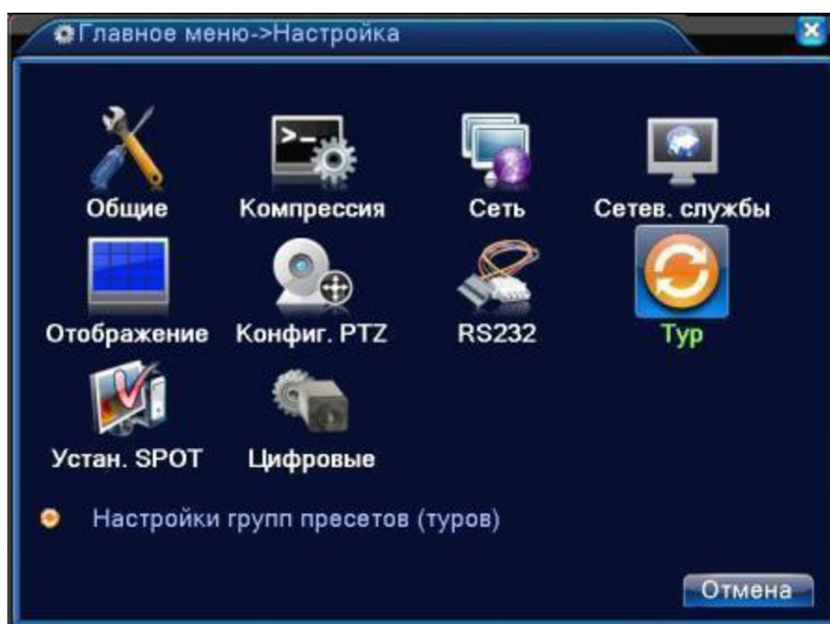 Главное меню->Настройка
Общие
Компрессия
Сеть
Сетев. службы
Отображение
Конфиг. PTZ
RS232
Тур
Устан. SPOT
Цифровые
Настройки групп пресетов (туров)
Отмена